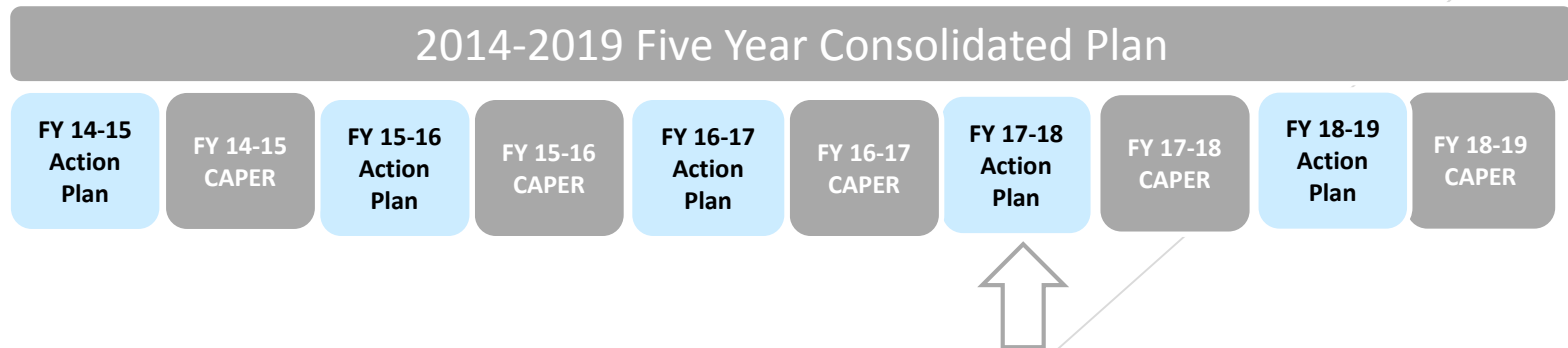 2014-2019 Five Year Consolidated Plan
FY 14-15
Action
Plan
FY 14-15
CAPER
FY 15-16
Action
Plan
FY 15-16
CAPER
FY 16-17
Action
Plan
FY 16-17
CAPER
FY 17-18
Action
Plan
FY 17-18
CAPER
FY 18-19
Action
Plan
FY 18-19
CAPER